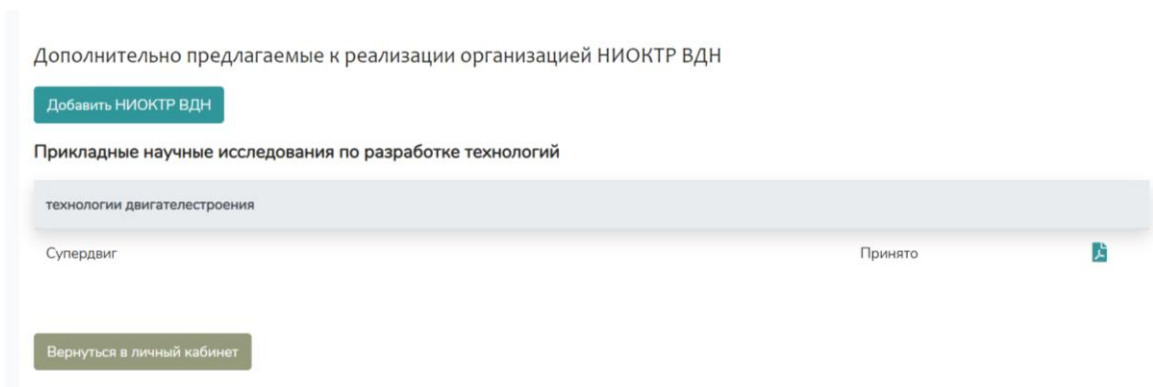 Дополнительно предлагаемые к реализации организацией НИОКТР ВДН
Добавить НИОКТР ВДН
Прикладные научные исследования по разработке технологий
технологии двигателестроения
Супердвиг Принято
Вернуться в личный кабинет